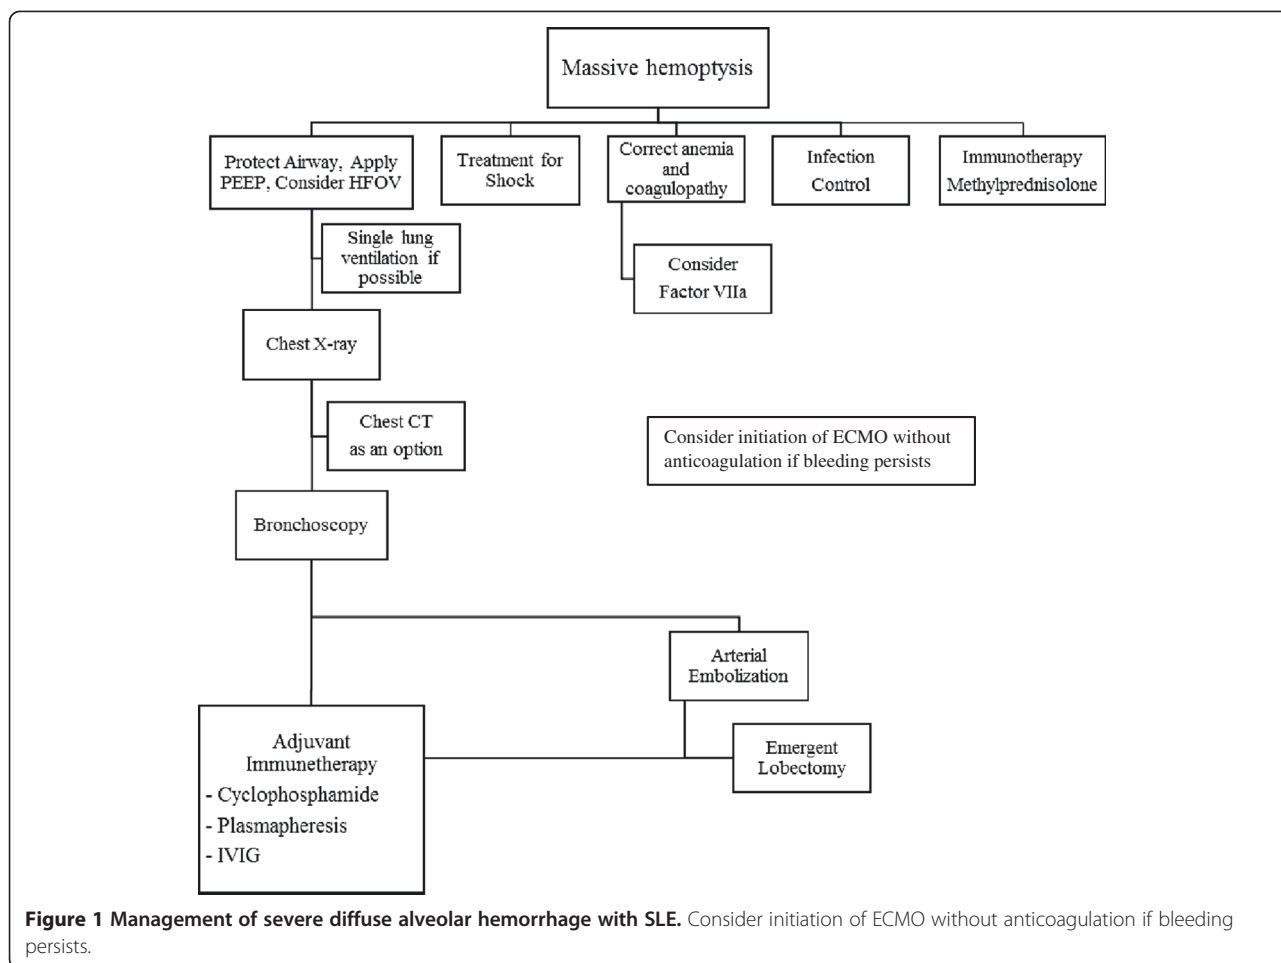 Massive hemoptysis
Protect Airway, Apply
PEEP, Consider HFOV
Treatment for
Shock
Correct anemia
and
coagulopathy
Infection
Control
Immunotherapy
Methylprednisolone
Single lung
ventilation if
possible
Consider
Factor VIIa
Chest X-ray
Chest CT
as an option
Consider initiation of ECMO without
anticoagulation if bleeding persists
Bronchoscopy
Arterial
Embolization
Adjuvant
Immunetherapy
- Cyclophosphamide
- Plasmapheresis
- IVIG
Emergent
Lobectomy
Figure 1 Management of severe diffuse alveolar hemorrhage with SLE. Consider initiation of ECMO without anticoagulation if bleeding
persists.